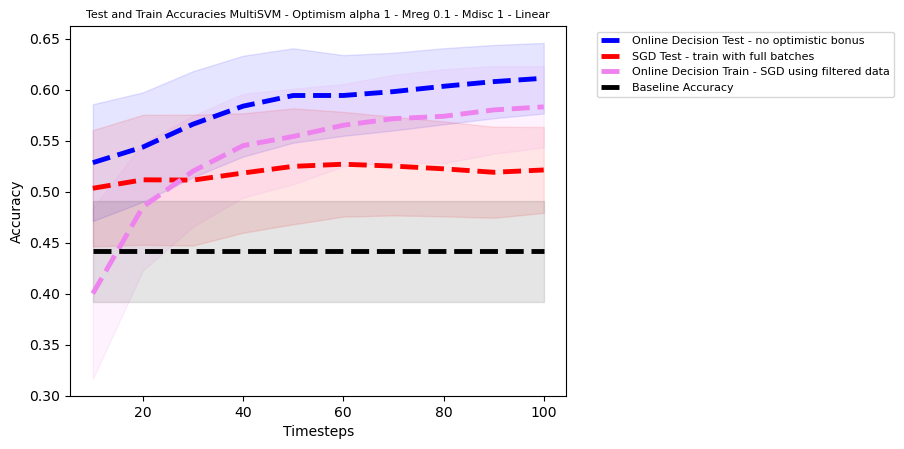 Test and Train Accuracies MultiSVM - Optimism alpha 1 - Mreg 0.1 - Mdisc 1 - Linear
Online Decision Test - no optimistic bonus
SGD Test - train with full batches
Online Decision Train - SGD using filtered data
Baseline Accuracy
0.65
0.60
0.55
0.50
0.45
0.40
0.35
0.30
Accuracy
20
40
60
80
100
Timesteps